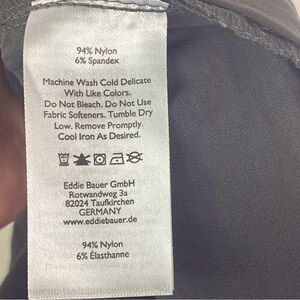 94% Nylon
6% Spandex
Machine Wash Cold Delicate
With Like Colors.
Do Not Bleach. Do Not Use
Fabric Softeners. Tumble Dry
Low. Remove Promptly.
Cool Iron As Desired.
Eddie Bauer GmbH
Rotwandweg 3a
82024 Taufkirchen
GERMANY
www.eddiebauer.de
94% Nylon
6% Élasthanne